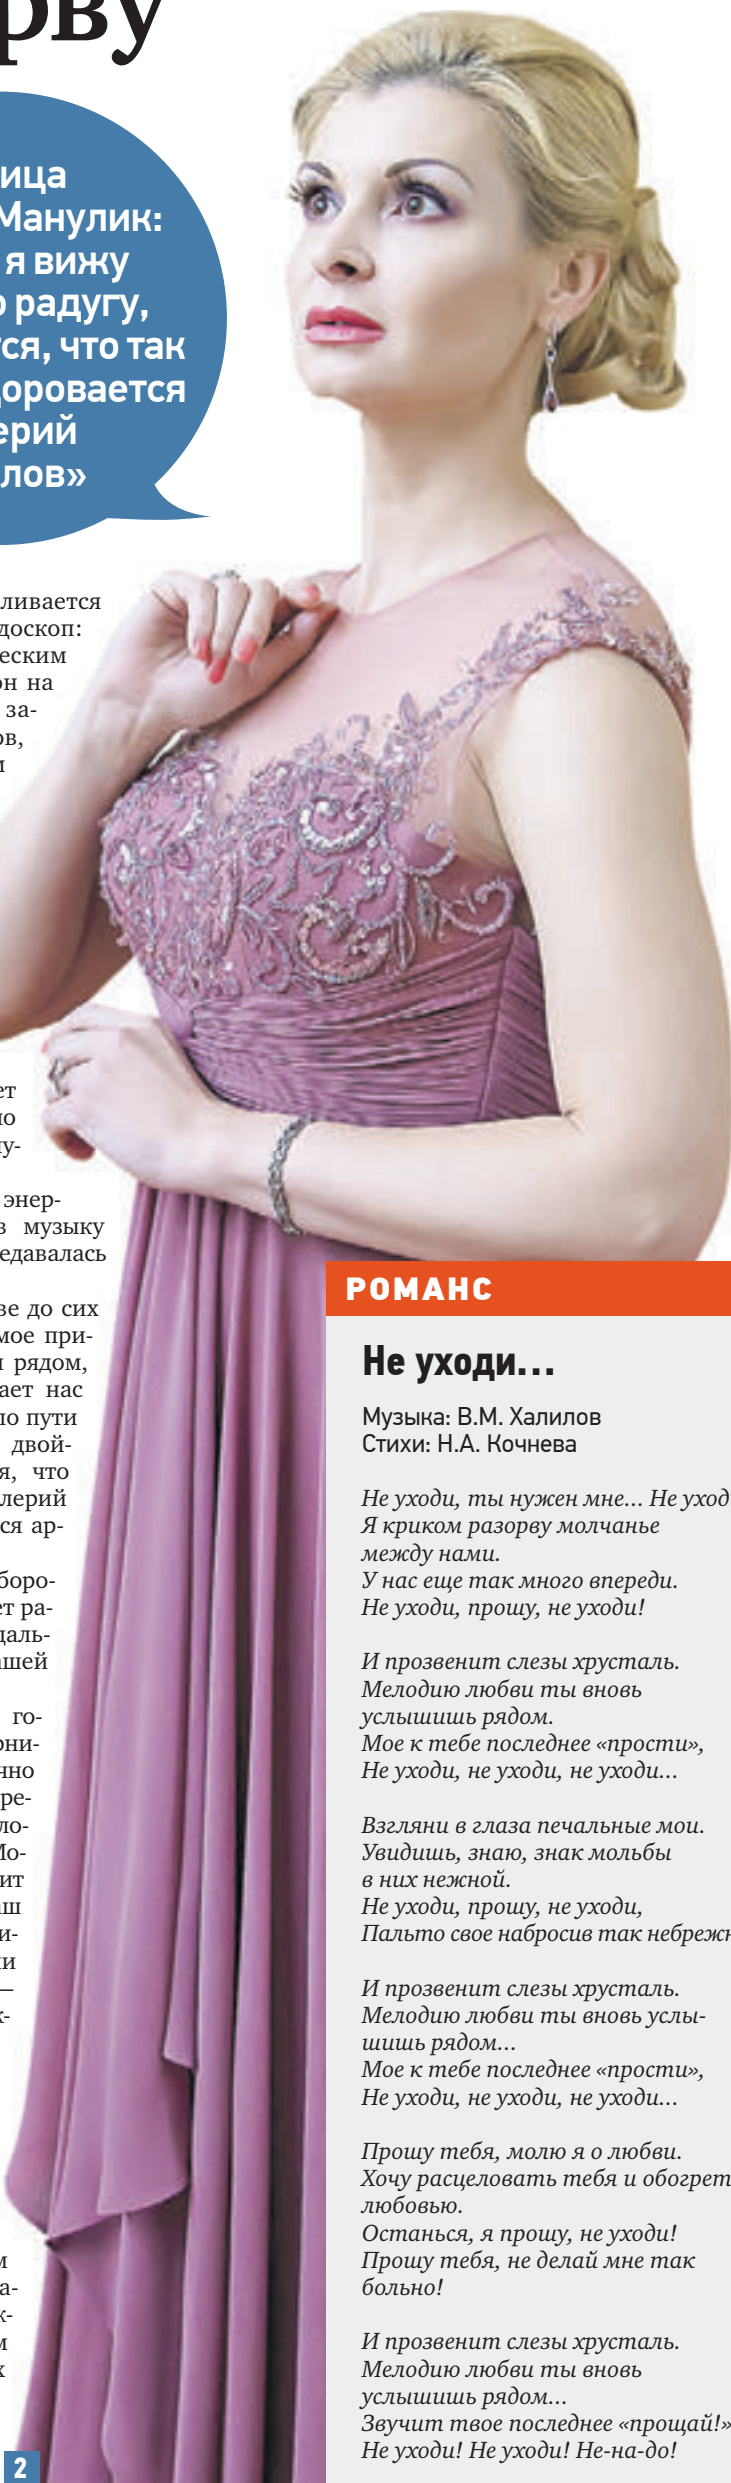 рву
ица
Манулик:
я вижу
о радугу,
тся, что так
доровается
ерий
лов»
ливается
доскоп:
еским
он на
за-
ов,
и
ет
но
лу-
энер-
в музыку
едавалась
ве до сих
мое при-
и рядом,
ает нас
по пути
двой-
я, что
лерий
ся ар-
боро-
ет ра-
даль-
ашей
го-
рни-
чно
ре-
ло-
Мо-
ит
аш
и-
ли
—
к-
м
а-
к-
м
х
2
РОМАНС
Не уходи...
Музыка: В.М. Халилов
Стихи: Н.А. Кочнева
Не уходи, ты нужен мне... Не уход
Я криком разорву молчанье
между нами.
У нас еще так много впереди.
Не уходи, прошу, не уходи!
И прозвенит слезы хрусталь.
Мелодию любви ты вновь
услышишь рядом.
Мое к тебе последнее «прости»,
Не уходи, не уходи, не уходи...
Взгляни в глаза печальные мои.
Увидишь, знаю, знак мольбы
в них нежной.
Не уходи, прошу, не уходи,
Пальто свое набросив так небрежн
И прозвенит слезы хрусталь.
Мелодию любви ты вновь услы-
шишь рядом...
Мое к тебе последнее «прости»,
Не уходи, не уходи, не уходи...
Прошу тебя, молю я о любви.
Хочу расцеловать тебя и обогрет
любовью.
Останься, я прошу, не уходи!
Прошу тебя, не делай мне так
больно!
И прозвенит слезы хрусталь.
Мелодию любви ты вновь
услышишь рядом...
Звучит твое последнее «прощай!»
Не уходи! Не уходи! Не-на-до!